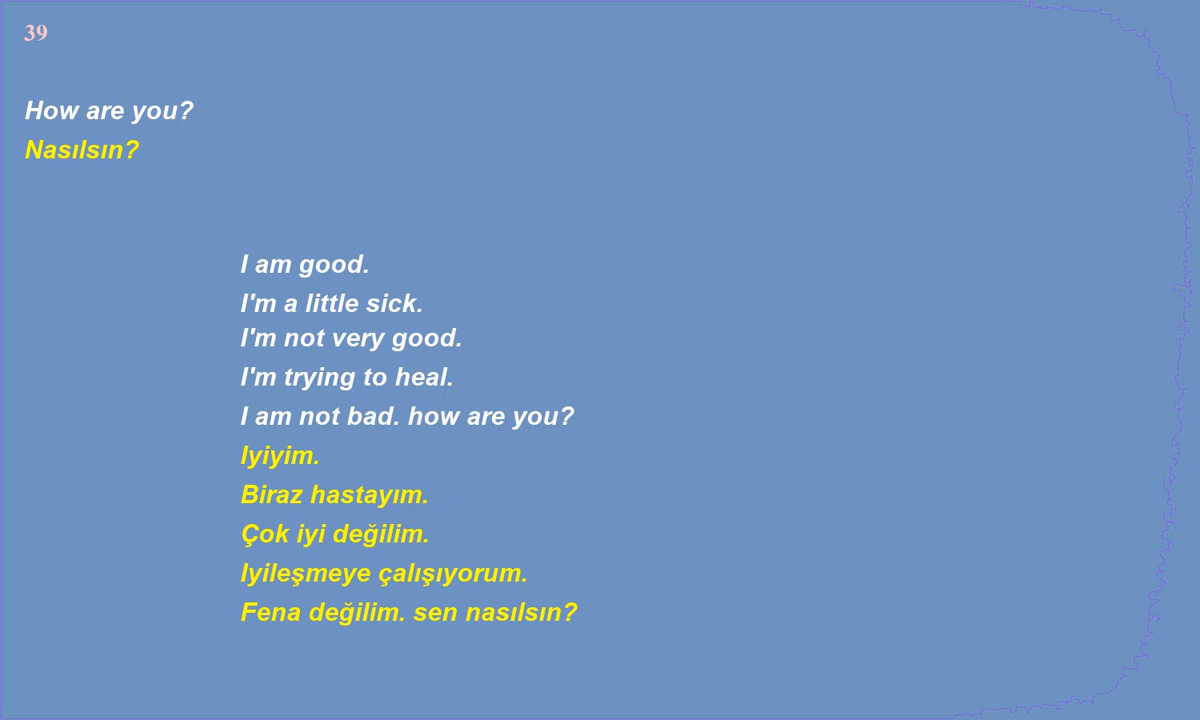 39
How are you?
Nasılsın?
I am good.
I'm a little sick.
I'm not very good.
I'm trying to heal.
I am not bad. how are you?
Iyiyim.
Biraz hastayım.
Çok iyi değilim.
Iyileşmeye çalışıyorum.
Fena değilim. sen nasılsın?